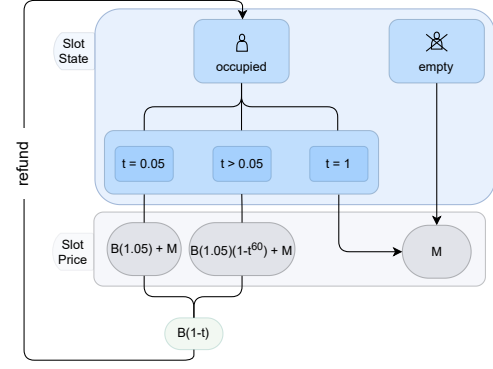 Slot
State
occupied
empty
refund
t = 0.05
t > 0.05
t = 1
Slot
Price
B(1.05) + M
B(1.05)(1-t⁶⁰) + M
M
B(1-t)